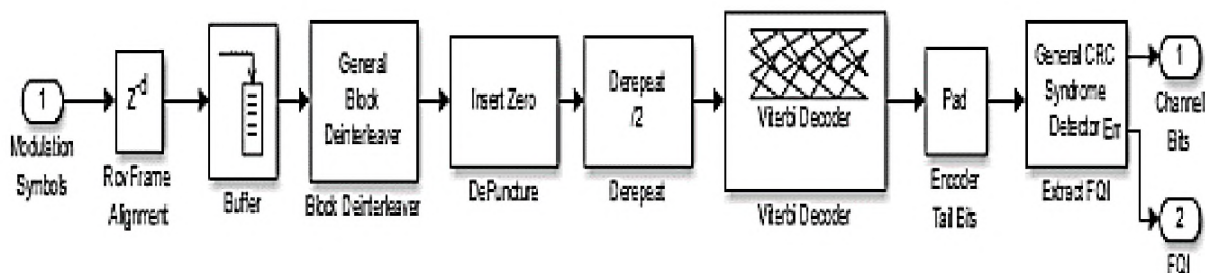 1
Modulation
Symbols
Z^-d
Rcv Frame
Alignment
Buffer
General
Block
Deinterleaver
Block Deinterleaver
Insert Zero
DePuncture
Derepeat
/2
Derepeat
Viterbi Decoder
Viterbi Decoder
Pad
Encoder
Tail Bits
General CRC
Syndrome
Detector Err
Extract FQI
1
Channel
Bits
2
FQI